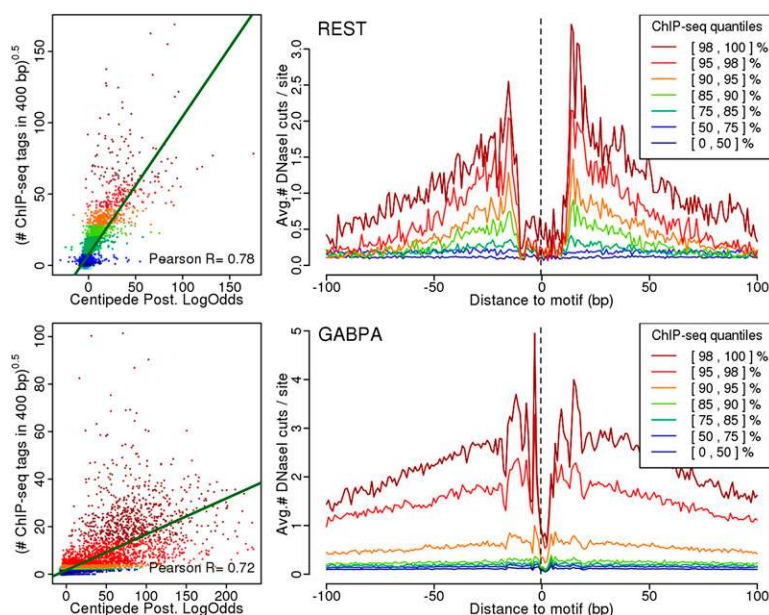 REST
(# ChIP-seq tags in 400 bp)^0.5
150
100
50
0
Pearson R= 0.78
0 50 100 150
Centipede Post. LogOdds
Avg.# DNaseI cuts / site
3.0
2.5
2.0
1.5
1.0
0.5
0.0
-100 -50 0 50 100
Distance to motif (bp)
ChIP-seq quantiles
[ 98 , 100 ] %
[ 95 , 98 ] %
[ 90 , 95 ] %
[ 85 , 90 ] %
[ 75 , 85 ] %
[ 50 , 75 ] %
[ 0 , 50 ] %
GABPA
(# ChIP-seq tags in 400 bp)^0.5
100
80
60
40
20
0
Pearson R= 0.72
0 50 100 150 200
Centipede Post. LogOdds
Avg.# DNaseI cuts / site
5
4
3
2
1
0
-100 -50 0 50 100
Distance to motif (bp)
ChIP-seq quantiles
[ 98 , 100 ] %
[ 95 , 98 ] %
[ 90 , 95 ] %
[ 85 , 90 ] %
[ 75 , 85 ] %
[ 50 , 75 ] %
[ 0 , 50 ] %